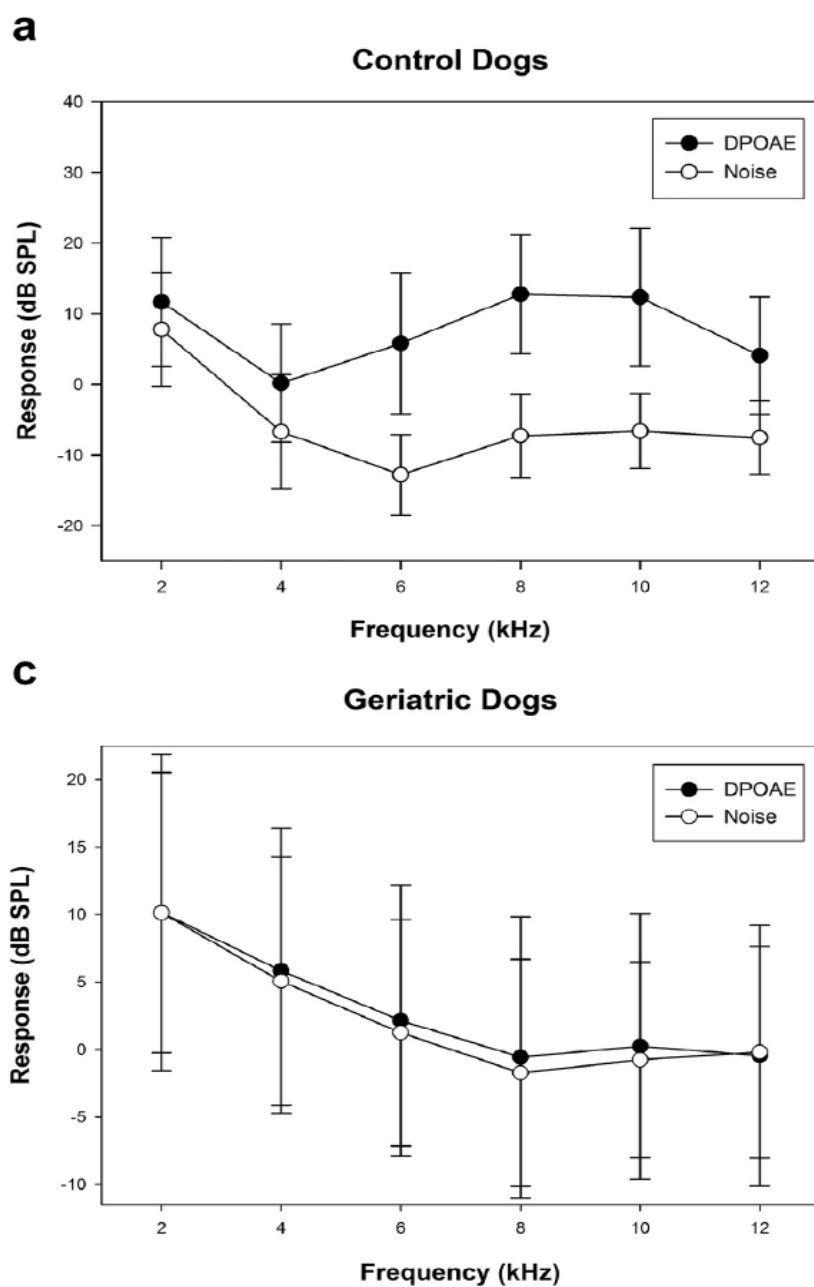 a
Control Dogs
40
30
20
10
0
-10
-20
Response (dB SPL)
DPOAE
Noise
2 4 6 8 10 12
Frequency (kHz)
c
Geriatric Dogs
20
15
10
5
0
-5
-10
Response (dB SPL)
DPOAE
Noise
2 4 6 8 10 12
Frequency (kHz)